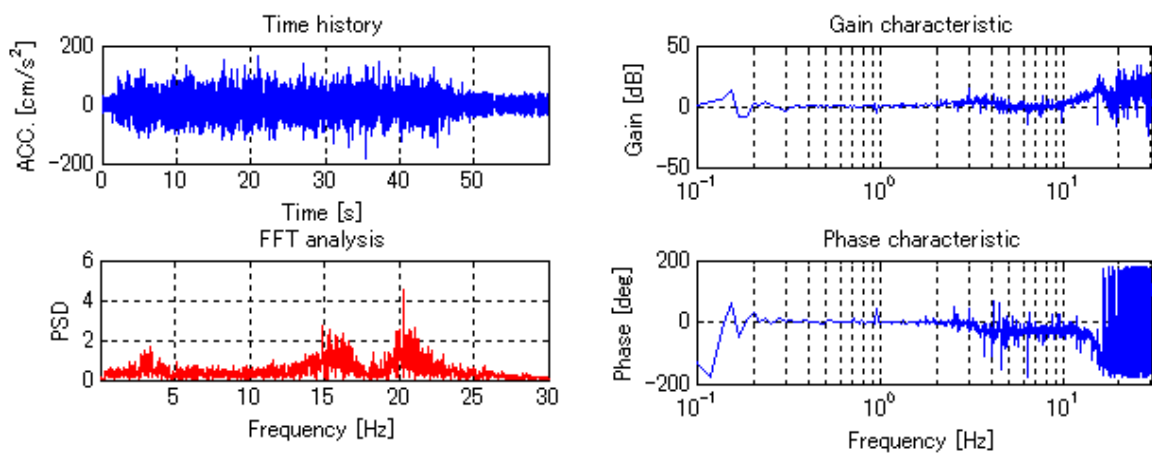 Time history
ACC. [cm/s²]
200
0
-200
0 10 20 30 40 50
Time [s]
FFT analysis
PSD
6
4
2
0
5 10 15 20 25 30
Frequency [Hz]
Gain characteristic
Gain [dB]
50
0
-50
10⁻¹ 10⁰ 10¹
Phase characteristic
Phase [deg]
200
0
-200
10⁻¹ 10⁰ 10¹
Frequency [Hz]